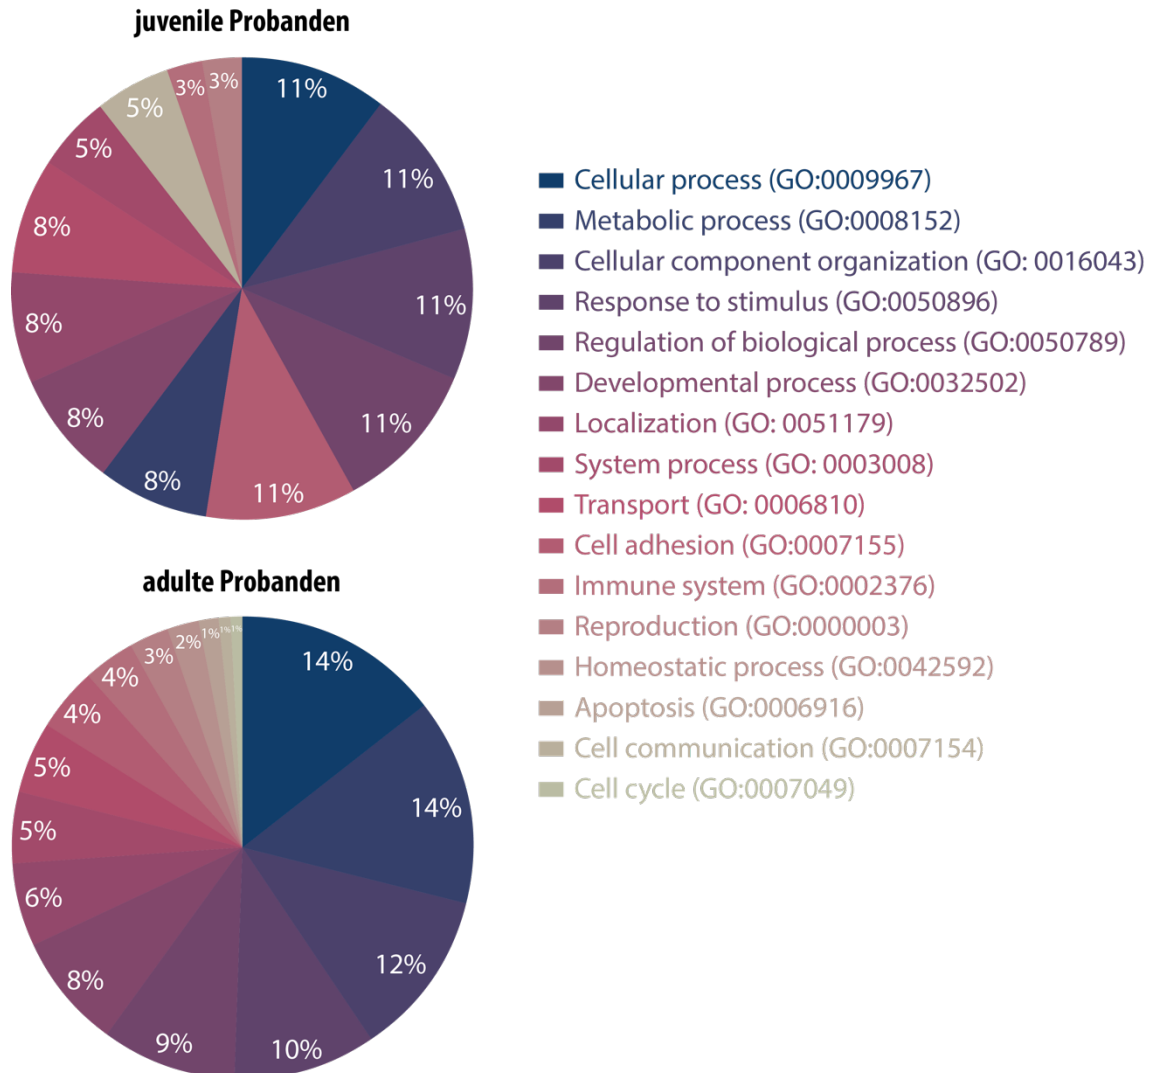 juvenile Probanden
11%
11%
11%
11%
11%
8%
8%
8%
8%
5%
5%
3%
3%
adulte Probanden
14%
14%
12%
10%
9%
8%
6%
5%
5%
4%
4%
3%
2%
1%
1%
1%
Cellular process (GO:0009967)
Metabolic process (GO:0008152)
Cellular component organization (GO: 0016043)
Response to stimulus (GO:0050896)
Regulation of biological process (GO:0050789)
Developmental process (GO:0032502)
Localization (GO: 0051179)
System process (GO: 0003008)
Transport (GO: 0006810)
Cell adhesion (GO:0007155)
Immune system (GO:0002376)
Reproduction (GO:0000003)
Homeostatic process (GO:0042592)
Apoptosis (GO:0006916)
Cell communication (GO:0007154)
Cell cycle (GO:0007049)